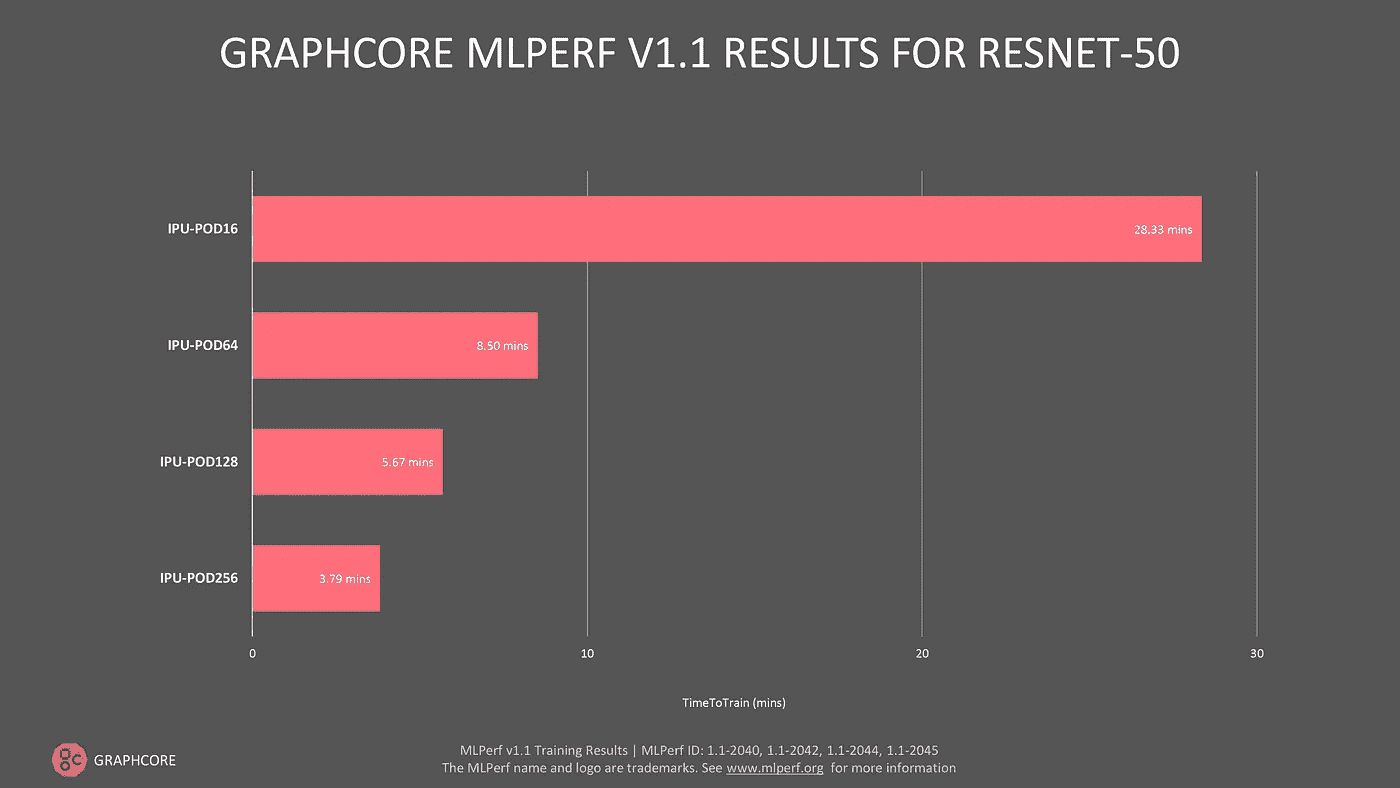 GRAPHCORE MLPERF V1.1 RESULTS FOR RESNET-50
IPU-POD16
28.33 mins
IPU-POD64
8.50 mins
IPU-POD128
5.67 mins
IPU-POD256
3.79 mins
0 10 20 30
TimeToTrain (mins)
GRAPHCORE
MLPerf v1.1 Training Results | MLPerf ID: 1.1-2040, 1.1-2042, 1.1-2044, 1.1-2045
The MLPerf name and logo are trademarks. See www.mlperf.org for more information